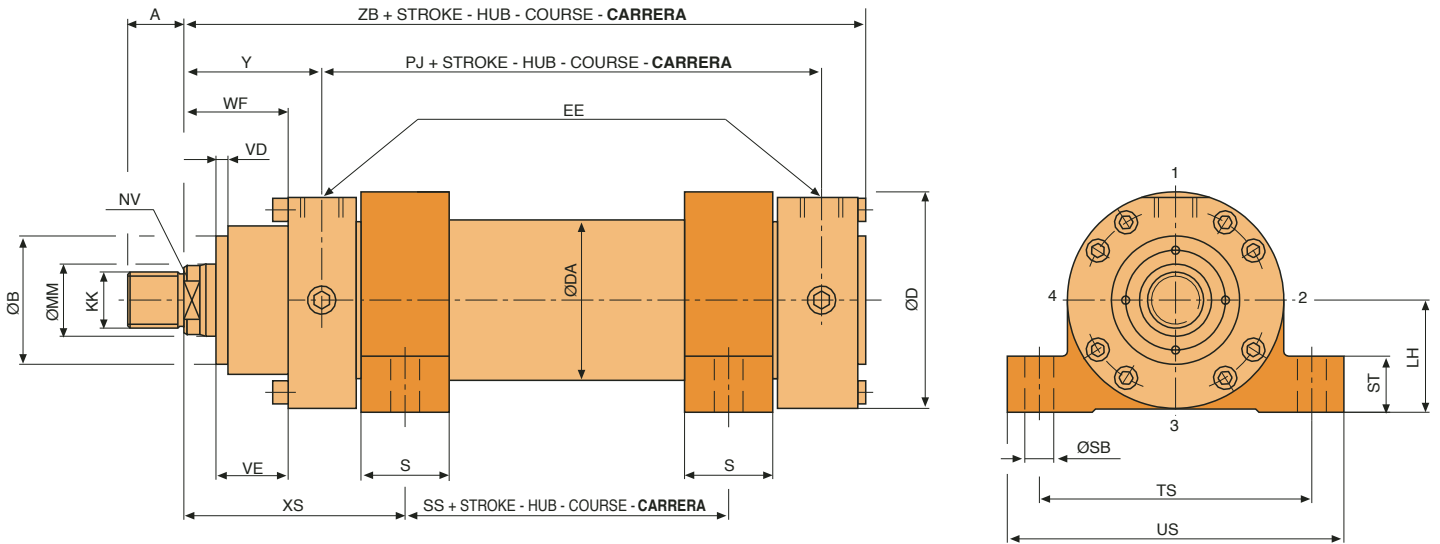 A
ZB + STROKE - HUB - COURSE - CARRERA
Y
PJ + STROKE - HUB - COURSE - CARRERA
WF
EE
VD
NV
ØB
ØMM
KK
ØDA
ØD
VE
S
S
XS
SS + STROKE - HUB - COURSE - CARRERA
1
2
3
4
ST
LH
ØSB
TS
US